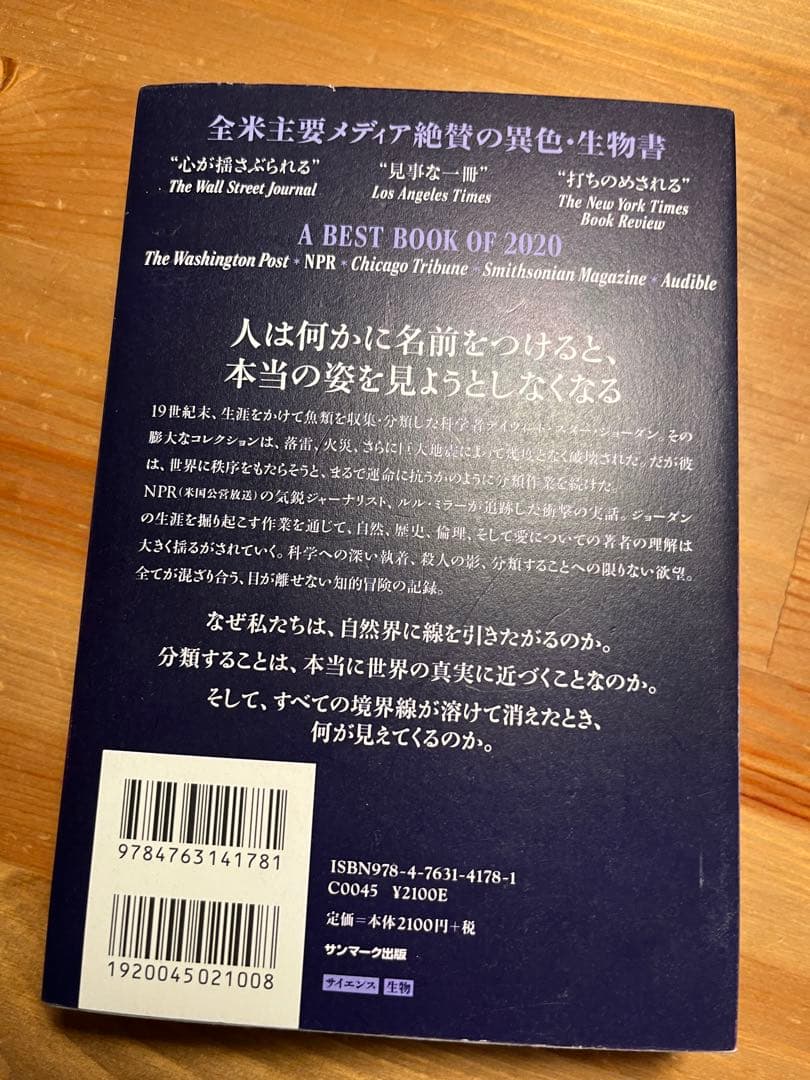 全米主要メディア絶賛の異色・生物書
“心が揺さぶられる”
The Wall Street Journal
“見事な一冊”
Los Angeles Times
“打ちのめされる”
The New York Times
Book Review
A BEST BOOK OF 2020
The Washington Post * NPR * Chicago Tribune * Smithsonian Magazine * Audible
人は何かに名前をつけると、
本当の姿を見ようとしなくなる
19世紀末、生涯をかけて魚類を収集・分類した科学者デイヴィッド・スター・ジョーダン。その
膨大なコレクションは、落雷、火災、さらに巨大地震によって幾度となく破壊された。だが彼
は、世界に秩序をもたらそうと、まるで運命に抗うかのように分類作業を続けた。
NPR(米国公営放送)の気鋭ジャーナリスト、ルル・ミラーが追跡した衝撃の実話。ジョーダン
の生涯を掘り起こす作業を通じて、自然、歴史、倫理、そして愛についての著者の理解は
大きく揺るがされていく。科学への深い執着、殺人の影、分類することへの限りない欲望。
全てが混ざり合う、目が離せない知的冒険の記録。
なぜ私たちは、自然界に線を引きたがるのか。
分類することは、本当に世界の真実に近づくことなのか。
そして、すべての境界線が溶けて消えたとき、
何が見えてくるのか。
9784763141781
1920045021008
ISBN978-4-7631-4178-1
C0045 ¥2100E
定価=本体2100円+税
サンマーク出版
サイエンス 生物